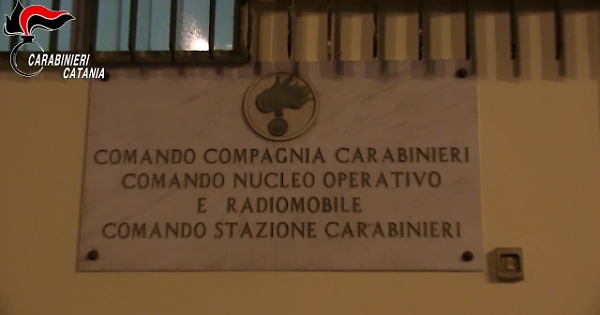 CARABINIERI
CATANIA
COMANDO COMPAGNIA CARABINIERI
COMANDO NUCLEO OPERATIVO
E RADIOMOBILE
COMANDO STAZIONE CARABINIERI